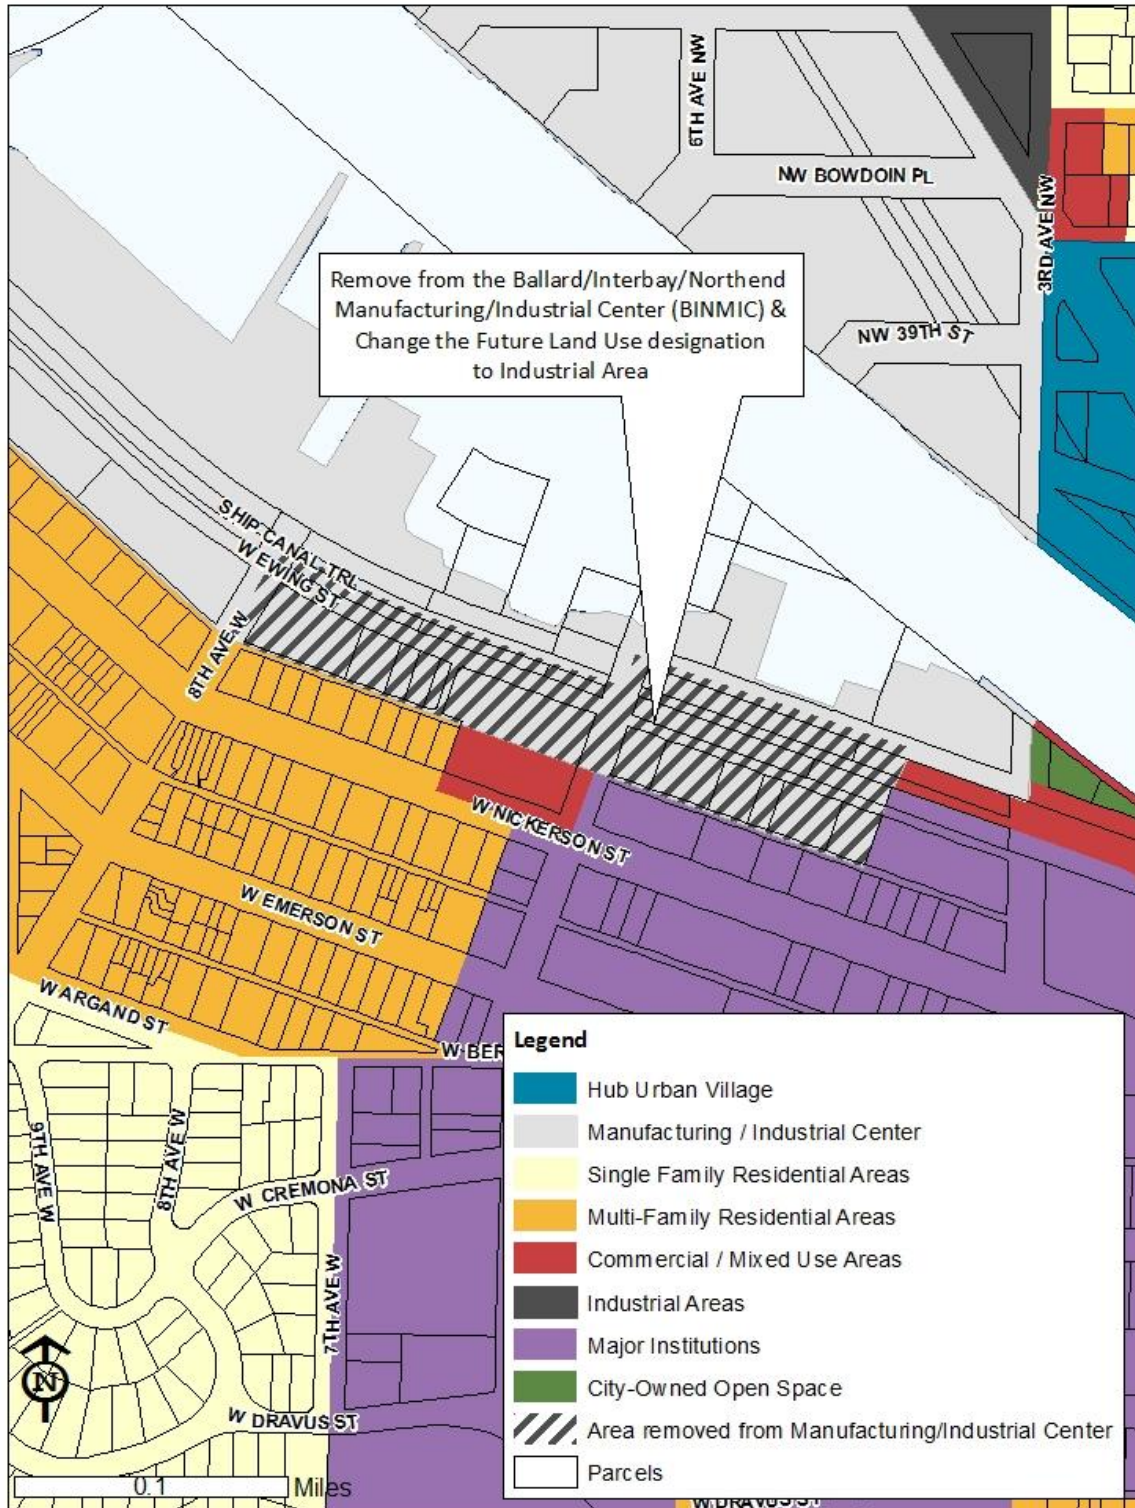 6TH AVE NW
NW BOWDOIN PL
3RD AVE NW
Remove from the Ballard/Interbay/Northend
Manufacturing/Industrial Center (BINMIC) &
Change the Future Land Use designation
to Industrial Area
NW 39TH ST
SHIP CANAL TRL
W EWING ST
8TH AVE W
W NICKERSON ST
W EMERSON ST
W ARGAND ST
W BER
9TH AVE W
8TH AVE W
W CREMONA ST
7TH AVE W
W DRAVUS ST
N
0.1
Miles
Legend
Hub Urban Village
Manufacturing / Industrial Center
Single Family Residential Areas
Multi-Family Residential Areas
Commercial / Mixed Use Areas
Industrial Areas
Major Institutions
City-Owned Open Space
Area removed from Manufacturing/Industrial Center
Parcels
W DRAVUS ST